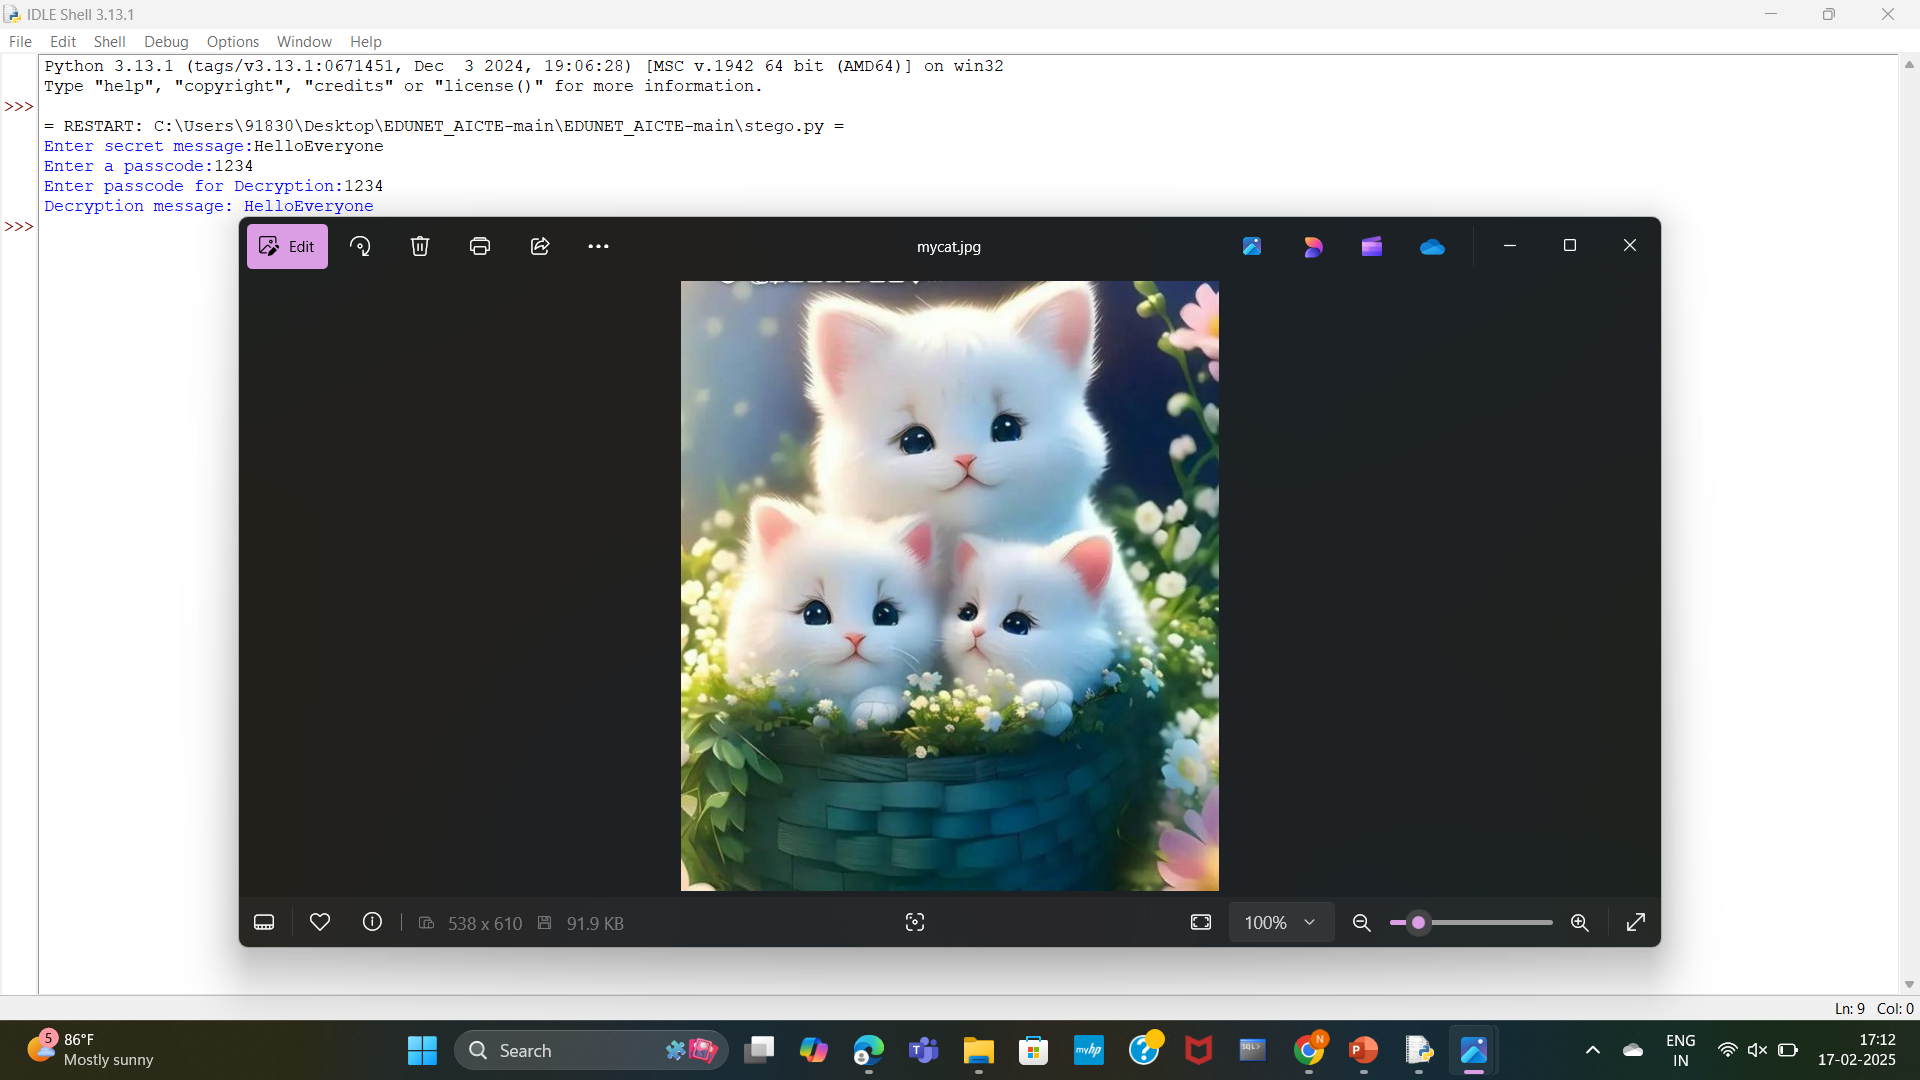 IDLE Shell 3.13.1
File Edit Shell Debug Options Window Help
Python 3.13.1 (tags/v3.13.1:0671451, Dec  3 2024, 19:06:28) [MSC v.1942 64 bit (AMD64)] on win32
Type "help", "copyright", "credits" or "license()" for more information.
>>>
= RESTART: C:\Users\91830\Desktop\EDUNET_AICTE-main\EDUNET_AICTE-main\stego.py =
Enter secret message:HelloEveryone
Enter a passcode:1234
Enter passcode for Decryption:1234
Decryption message: HelloEveryone
>>>
Edit
mycat.jpg
538 x 610 91.9 KB
100%
Ln: 9 Col: 0
5
86°F
Mostly sunny
Search
T
myhp
?
SQL>
N
P
ENG
IN
17:12
17-02-2025